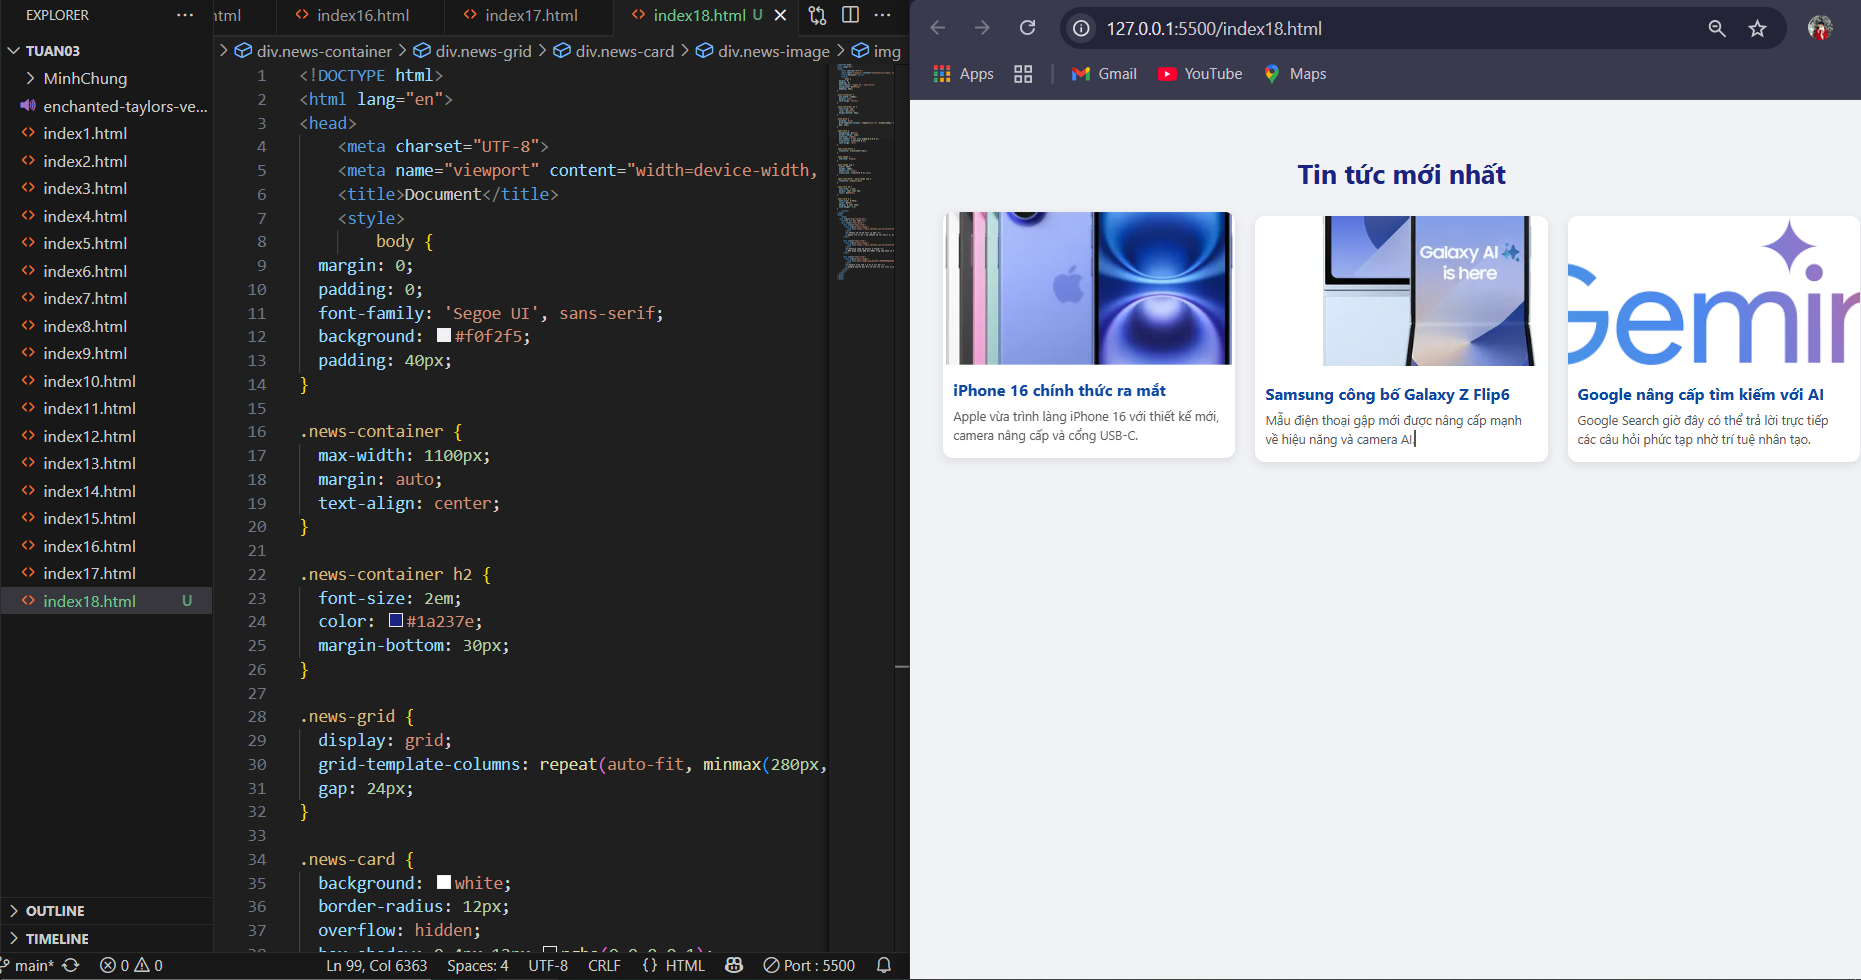 EXPLORER
TUAN03
MinhChung
enchanted-taylors-ve...
index1.html
index2.html
index3.html
index4.html
index5.html
index6.html
index7.html
index8.html
index9.html
index10.html
index11.html
index12.html
index13.html
index14.html
index15.html
index16.html
index17.html
index18.html U
OUTLINE
TIMELINE
html index16.html index17.html index18.html U
div.news-container div.news-grid div.news-card div.news-image img
1 <!DOCTYPE html>
2 <html lang="en">
3 <head>
4 <meta charset="UTF-8">
5 <meta name="viewport" content="width=device-width,
6 <title>Document</title>
7 <style>
8 body {
9 margin: 0;
10 padding: 0;
11 font-family: 'Segoe UI', sans-serif;
12 background: #f0f2f5;
13 padding: 40px;
14 }
15
16 .news-container {
17 max-width: 1100px;
18 margin: auto;
19 text-align: center;
20 }
21
22 .news-container h2 {
23 font-size: 2em;
24 color: #1a237e;
25 margin-bottom: 30px;
26 }
27
28 .news-grid {
29 display: grid;
30 grid-template-columns: repeat(auto-fit, minmax(280px,
31 gap: 24px;
32 }
33
34 .news-card {
35 background: white;
36 border-radius: 12px;
37 overflow: hidden;
main* 0 0 Ln 99, Col 6363 Spaces: 4 UTF-8 CRLF {} HTML Port : 5500
127.0.0.1:5500/index18.html
Apps Gmail YouTube Maps
Tin tức mới nhất
iPhone 16 chính thức ra mắt
Apple vừa trình làng iPhone 16 với thiết kế mới,
camera nâng cấp và cổng USB-C.
Galaxy AI
is here
Samsung công bố Galaxy Z Flip6
Mẫu điện thoại gập mới được nâng cấp mạnh
về hiệu năng và camera AI.
Gemin
Google nâng cấp tìm kiếm với AI
Google Search giờ đây có thể trả lời trực tiếp
các câu hỏi phức tạp nhờ trí tuệ nhân tạo.